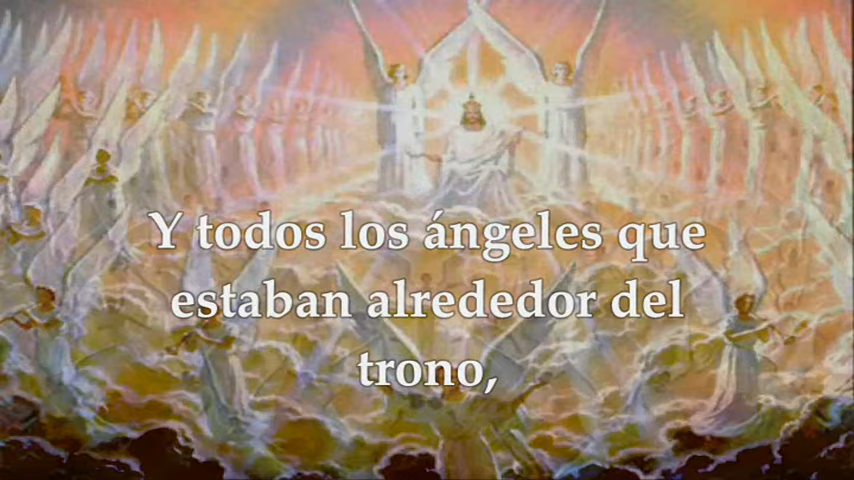 Y todos los ángeles que
estaban alrededor del
trono,